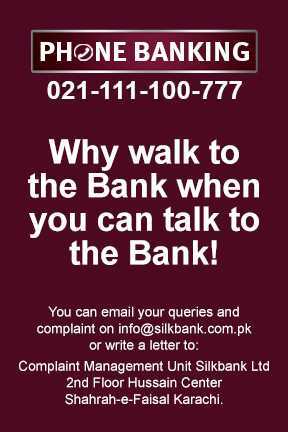 PHONE BANKING
021-111-100-777
Why walk to
the Bank when
you can talk to
the Bank!
You can email your queries and
complaint on info@silkbank.com.pk
or write a letter to:
Complaint Management Unit Silkbank Ltd
2nd Floor Hussain Center
Shahrah-e-Faisal Karachi.